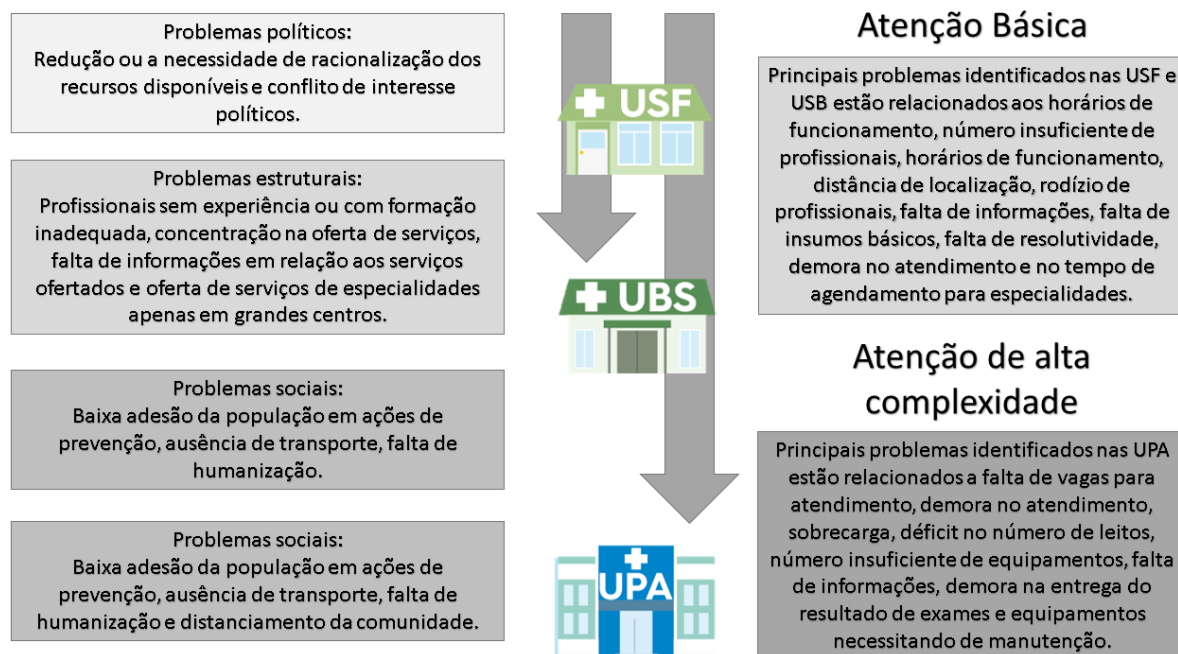 Problemas políticos:
Redução ou a necessidade de racionalização dos
recursos disponíveis e conflito de interesse
políticos.
Problemas estruturais:
Profissionais sem experiência ou com formação
inadequada, concentração na oferta de serviços,
falta de informações em relação aos serviços
ofertados e oferta de serviços de especialidades
apenas em grandes centros.
Problemas sociais:
Baixa adesão da população em ações de
prevenção, ausência de transporte, falta de
humanização.
Problemas sociais:
Baixa adesão da população em ações de
prevenção, ausência de transporte, falta de
humanização e distanciamento da comunidade.
USF
UBS
UPA
Atenção Básica
Principais problemas identificados nas USF e
USB estão relacionados aos horários de
funcionamento, número insuficiente de
profissionais, horários de funcionamento,
distância de localização, rodízio de
profissionais, falta de informações, falta de
insumos básicos, falta de resolutividade,
demora no atendimento e no tempo de
agendamento para especialidades.
Atenção de alta
complexidade
Principais problemas identificados nas UPA
estão relacionados a falta de vagas para
atendimento, demora no atendimento,
sobrecarga, déficit no número de leitos,
número insuficiente de equipamentos, falta
de informações, demora na entrega do
resultado de exames e equipamentos
necessitando de manutenção.